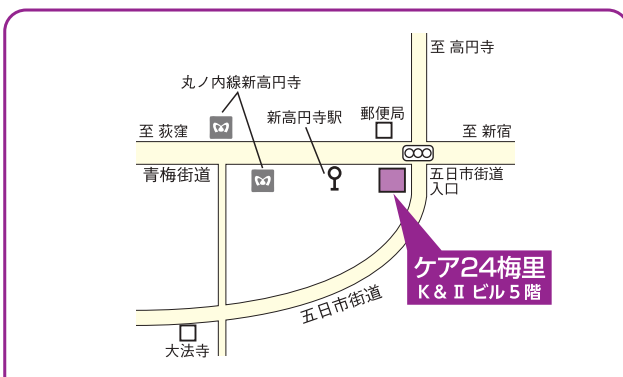 至 高円寺
丸ノ内線新高円寺
新高円寺駅
郵便局
至 荻窪
至 新宿
青梅街道
五日市街道
入口
ケア24梅里
K & Ⅱ ビル 5 階
五日市街道
大法寺